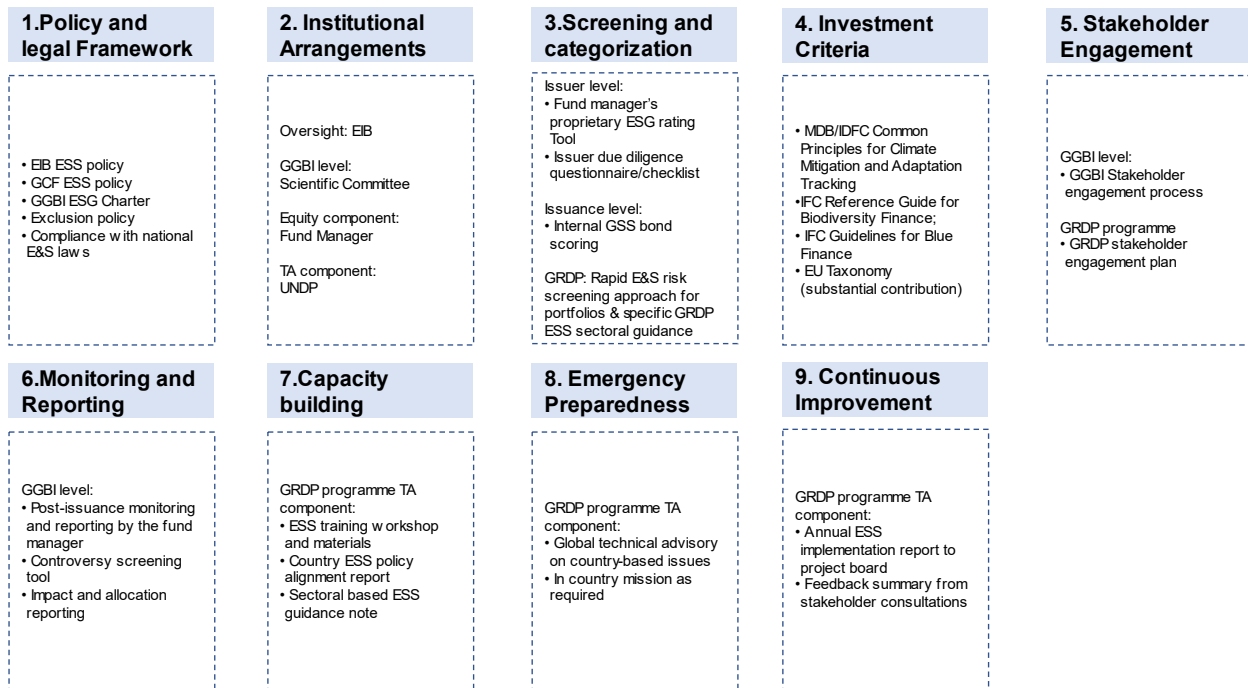 1.Policy and
legal Framework
• EIB ESS policy
• GCF ESS policy
• GGBI ESG Charter
• Exclusion policy
• Compliance with national
E&S laws
2. Institutional
Arrangements
Oversight: EIB
GGBI level:
Scientific Committee
Equity component:
Fund Manager
TA component:
UNDP
3.Screening and
categorization
Issuer level:
• Fund manager's
proprietary ESG rating
Tool
• Issuer due diligence
questionnaire/checklist
Issuance level:
• Internal GSS bond
scoring
GRDP: Rapid E&S risk
screening approach for
portfolios & specific GRDP
ESS sectoral guidance
4. Investment
Criteria
• MDB/IDFC Common
Principles for Climate
Mitigation and Adaptation
Tracking
•IFC Reference Guide for
Biodiversity Finance;
• IFC Guidelines for Blue
Finance
• EU Taxonomy
(substantial contribution)
5. Stakeholder
Engagement
GGBI level:
• GGBI Stakeholder
engagement process
GRDP programme
• GRDP stakeholder
engagement plan
6.Monitoring and
Reporting
GGBI level:
• Post-issuance monitoring
and reporting by the fund
manager
• Controversy screening
tool
• Impact and allocation
reporting
7.Capacity
building
GRDP programme TA
component:
• ESS training workshop
and materials
• Country ESS policy
alignment report
• Sectoral based ESS
guidance note
8. Emergency
Preparedness
GRDP programme TA
component:
• Global technical advisory
on country-based issues
• In country mission as
required
9. Continuous
Improvement
GRDP programme TA
component:
• Annual ESS
implementation report to
project board
• Feedback summary from
stakeholder consultations